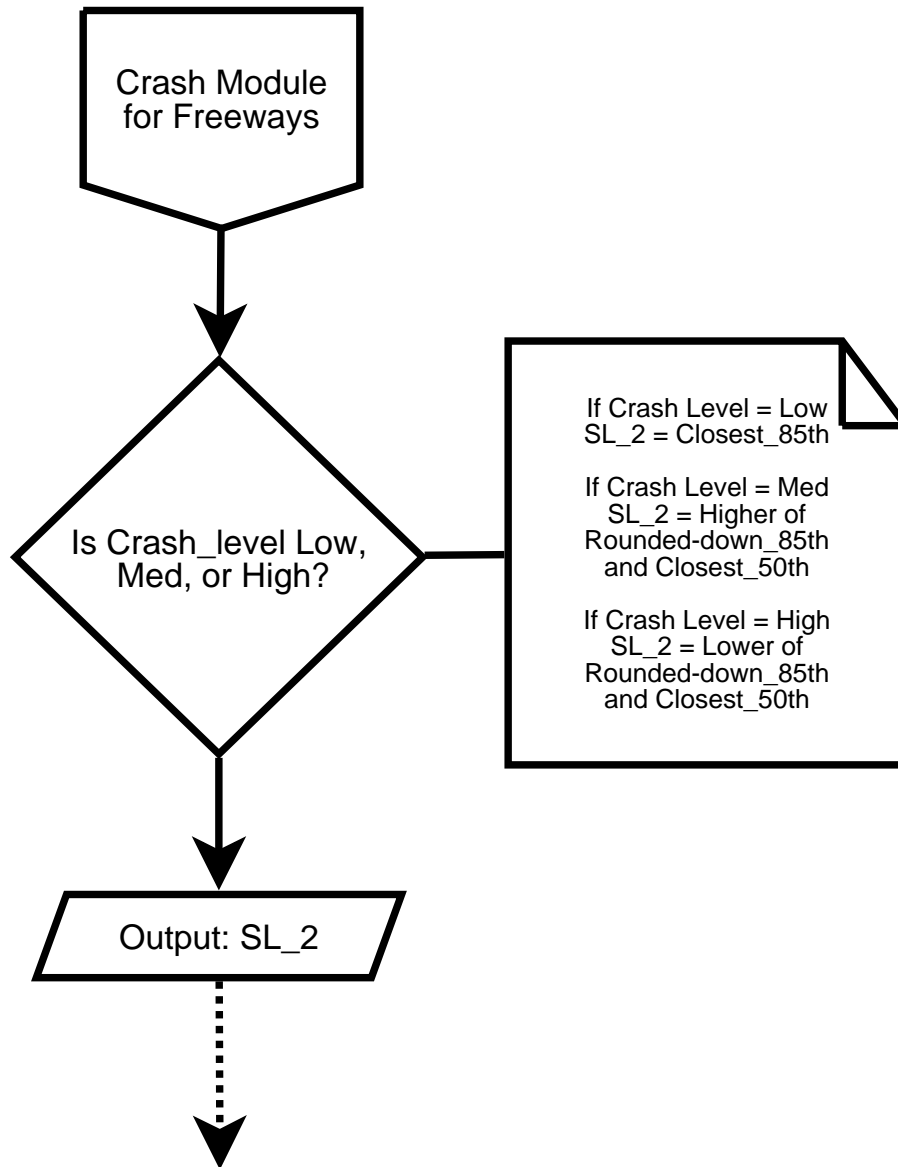 Crash Module
for Freeways
Is Crash_level Low,
Med, or High?
If Crash Level = Low
SL_2 = Closest_85th
If Crash Level = Med
SL_2 = Higher of
Rounded-down_85th
and Closest_50th
If Crash Level = High
SL_2 = Lower of
Rounded-down_85th
and Closest_50th
Output: SL_2